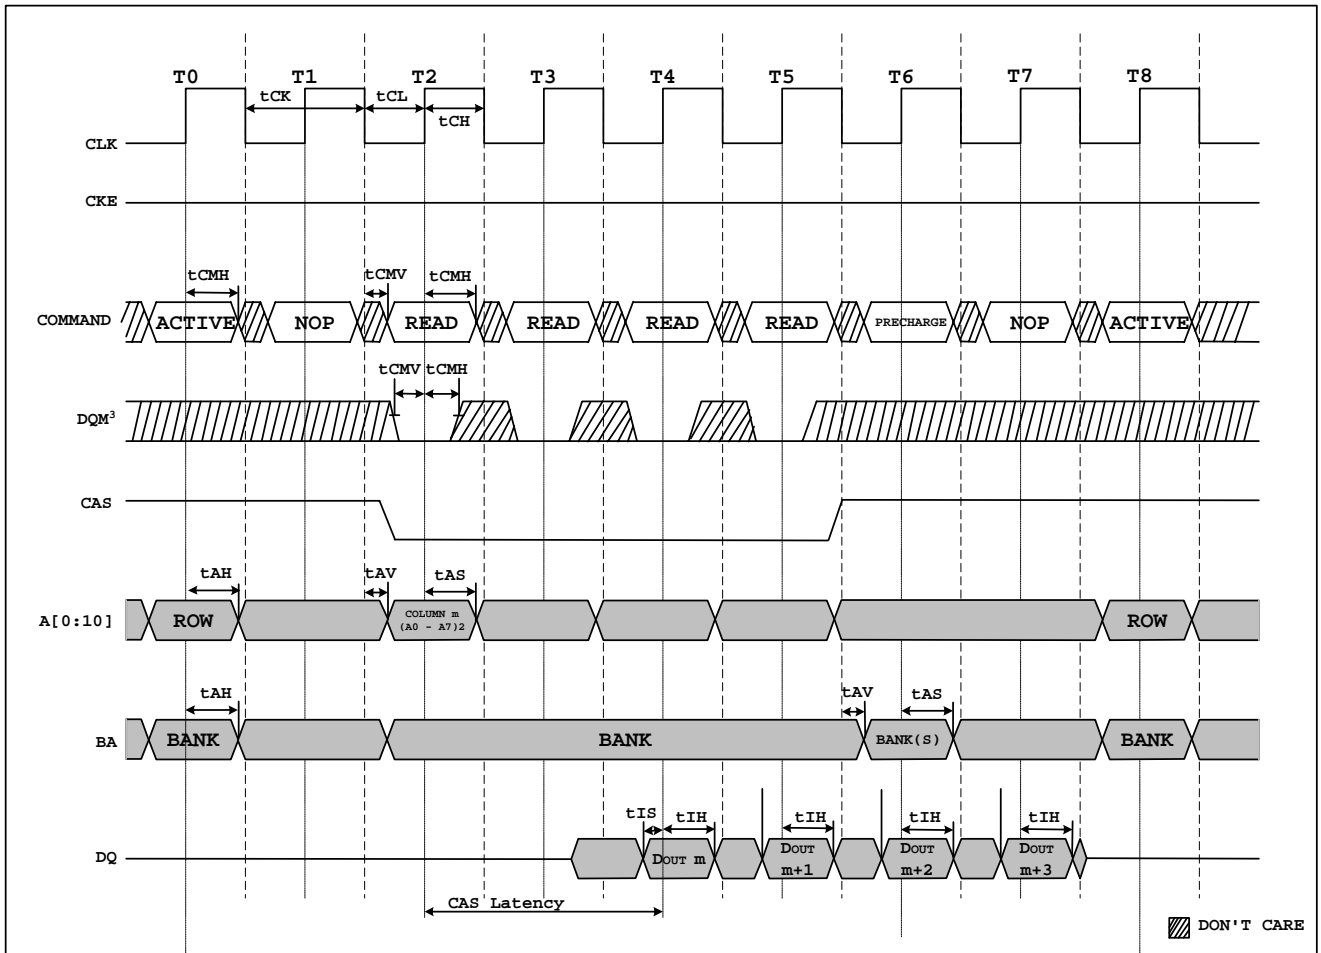 T0 T1 T2 T3 T4 T5 T6 T7 T8
tCK tCL
tCH
CLK
CKE
tCMH tCMV tCMH
COMMAND ACTIVE NOP READ READ READ READ PRECHARGE NOP ACTIVE
tCMV tCMH
DQM³
CAS
tAH tAV tAS
A[0:10] ROW COLUMN m ROW
(A0 - A7)2
tAH tAV tAS
BA BANK BANK BANK(S) BANK
tIS tIH tIH tIH tIH
DQ DOUT m DOUT DOUT DOUT
m+1 m+2 m+3
CAS Latency
DON'T CARE